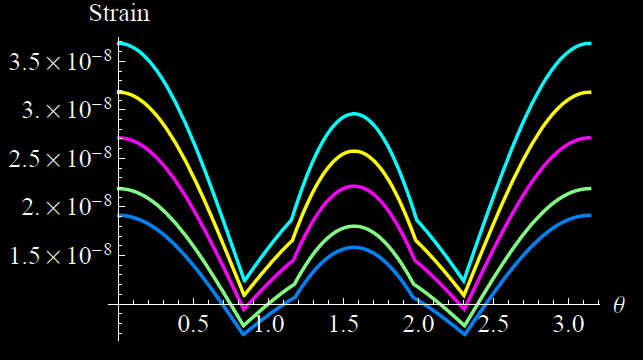 Strain
3.5 × 10⁻⁸
3. × 10⁻⁸
2.5 × 10⁻⁸
2. × 10⁻⁸
1.5 × 10⁻⁸
0.5 1.0 1.5 2.0 2.5 3.0 θ